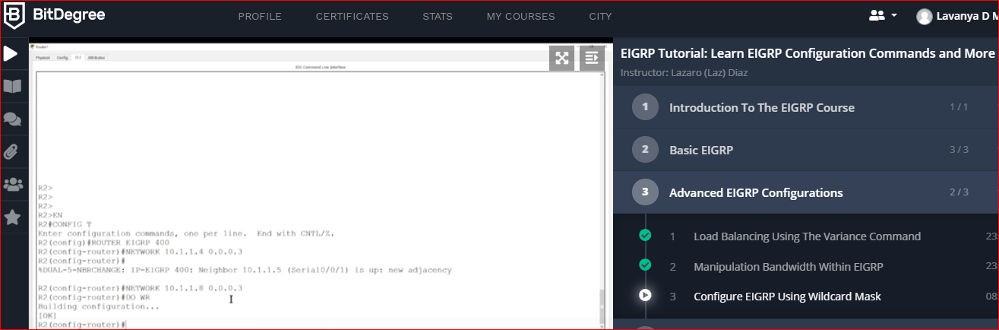 BitDegree
PROFILE CERTIFICATES STATS MY COURSES CITY
Lavanya D M
Router1
Physical Config CLI Attributes
IOS Command Line Interface
R2>
R2>
R2>
R2>EN
R2#CONFIG T
Enter configuration commands, one per line. End with CNTL/Z.
R2(config)#ROUTER EIGRP 400
R2(config-router)#NETWORK 10.1.1.4 0.0.0.3
R2(config-router)#
%DUAL-5-NBRCHANGE: IP-EIGRP 400: Neighbor 10.1.1.5 (Serial0/0/1) is up: new adjacency
R2(config-router)#NETWORK 10.1.1.8 0.0.0.3
R2(config-router)#DO WR
Building configuration...
[OK]
R2(config-router)#
EIGRP Tutorial: Learn EIGRP Configuration Commands and More
Instructor: Lazaro (Laz) Diaz
1 Introduction To The EIGRP Course 1 / 1
2 Basic EIGRP 3 / 3
3 Advanced EIGRP Configurations 2 / 3
1 Load Balancing Using The Variance Command 23:
2 Manipulation Bandwidth Within EIGRP 23:
3 Configure EIGRP Using Wildcard Mask 08: